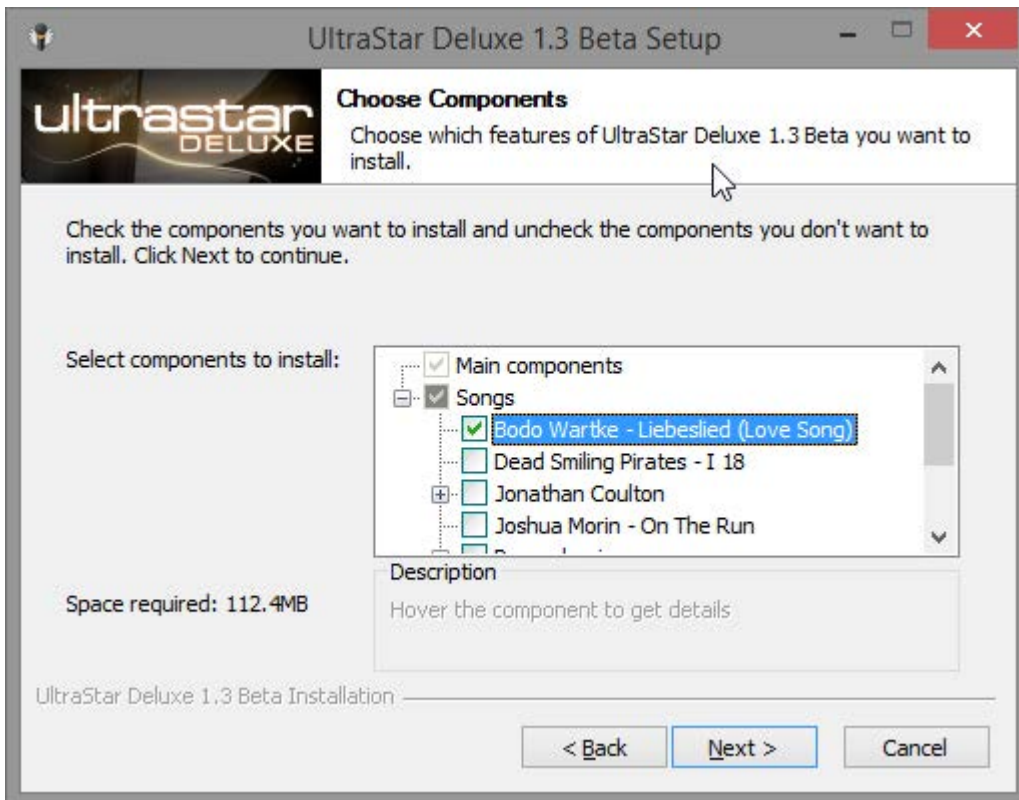 UltraStar Deluxe 1.3 Beta Setup
ultrastar
DELUXE
Choose Components
Choose which features of UltraStar Deluxe 1.3 Beta you want to
install.
Check the components you want to install and uncheck the components you don't want to
install. Click Next to continue.
Select components to install:
Main components
Songs
Bodo Wartke - Liebeslied (Love Song)
Dead Smiling Pirates - I 18
Jonathan Coulton
Joshua Morin - On The Run
Description
Space required: 112.4MB
Hover the component to get details
UltraStar Deluxe 1.3 Beta Installation
< Back
Next >
Cancel